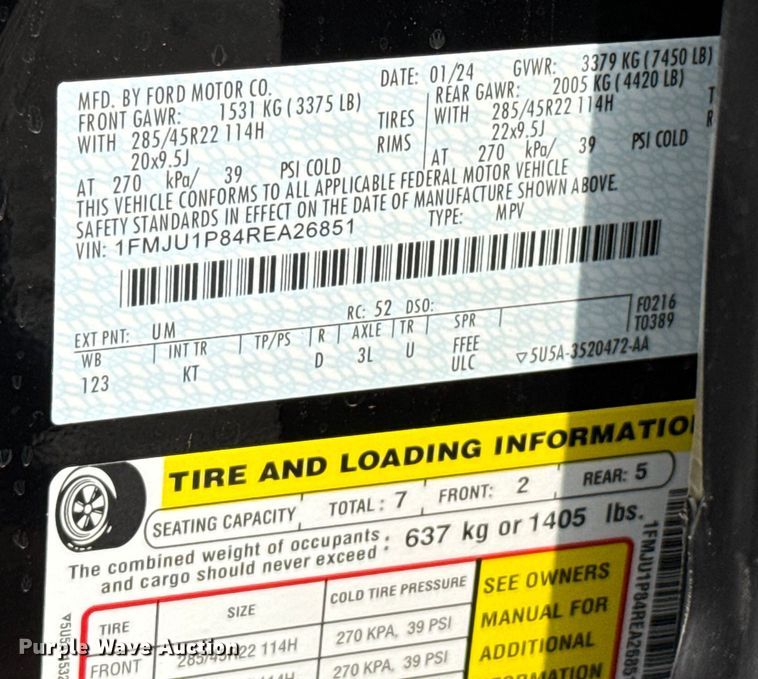 MFD. BY FORD MOTOR CO.
DATE: 01/24 GVWR: 3379 KG (7450 LB)
FRONT GAWR: 1531 KG (3375 LB)
REAR GAWR: 2005 KG (4420 LB)
WITH 285/45R22 114H TIRES WITH 285/45R22 114H T
20x9.5J RIMS 22x9.5J R
AT 270 kPa/ 39 PSI COLD AT 270 kPa/ 39 PSI COLD
THIS VEHICLE CONFORMS TO ALL APPLICABLE FEDERAL MOTOR VEHICLE
SAFETY STANDARDS IN EFFECT ON THE DATE OF MANUFACTURE SHOWN ABOVE.
VIN: 1FMJU1P84REA26851 TYPE: MPV
EXT PNT: UM RC: 52 DSO: F0216
T0389
WB INT TR TP/PS R AXLE TR SPR
123 KT D 3L U FFEE
ULC
▽5U5A-3520472-AA
TIRE AND LOADING INFORMATIO
SEATING CAPACITY TOTAL: 7 FRONT: 2 REAR: 5
The combined weight of occupants
and cargo should never exceed : 637 kg or 1405 lbs.
TIRE SIZE COLD TIRE PRESSURE
FRONT 285/45R22 114H 270 KPA, 39 PSI
114H 270 KPA, 39 PSI
SEE OWNERS
MANUAL FOR
ADDITIONAL
1FMJU1P84REA2685
Purple Wave Auction